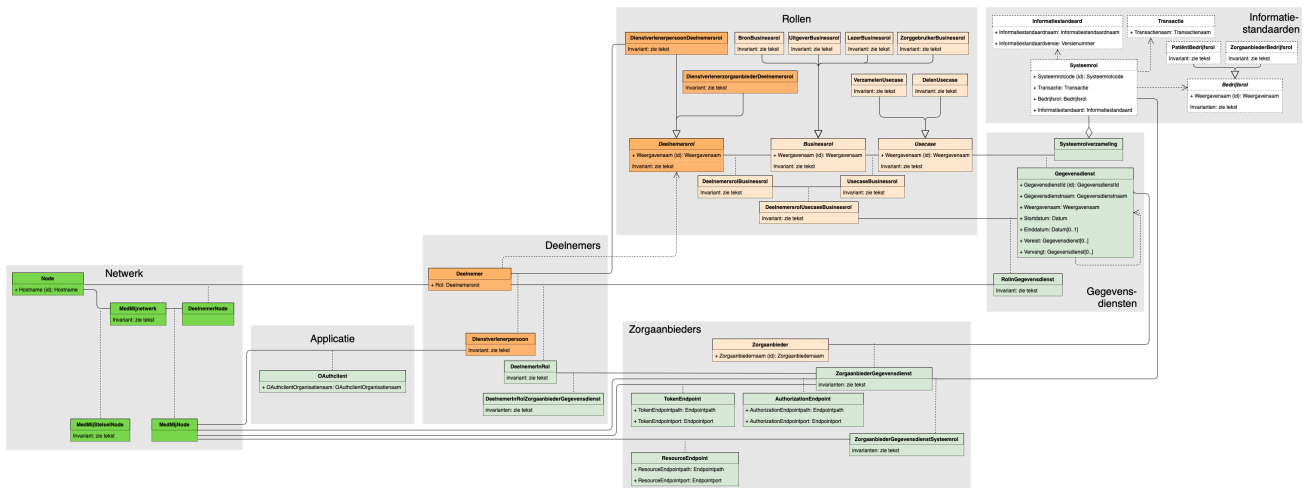 Rollen
DienstverlenerpersoonDeelnemersrol
Invariant: zie tekst
BronBusinessrol
Invariant: zie tekst
UitgeverBusinessrol
Invariant: zie tekst
LezerBusinessrol
Invariant: zie tekst
ZorggebruikerBusinessrol
Invariant: zie tekst
DienstverlenerzorgaanbiederDeelnemersrol
Invariant: zie tekst
VerzamelenUsecase
Invariant: zie tekst
DelenUsecase
Invariant: zie tekst
Deelnemersrol
+ Weergavenaam (id): Weergavenaam
Invariant: zie tekst
Businessrol
+ Weergavenaam (id): Weergavenaam
Invariant: zie tekst
Usecase
+ Weergavenaam (id): Weergavenaam
Invariant: zie tekst
DeelnemersrolBusinessrol
Invariant: zie tekst
UsecaseBusinessrol
Invariant: zie tekst
DeelnemersrolUsecaseBusinessrol
Invariant: zie tekst
Informatie-
standaarden
Informatiestandaard
+ Informatiestandaardnaam: Informatiestandaardnaam
+ Informatiestandaardversie: Versienummer
Transactie
+ Transactienaam: Transactienaam
PatiëntBedrijfsrol
Invariant: zie tekst
ZorgaanbiederBedrijfsrol
Invariant: zie tekst
Systeemrol
+ Systeemrolcode (id): Systeemrolcode
+ Transactie: Transactie
+ Bedrijfsrol: Bedrijfsrol
+ Informatiestandaard: Informatiestandaard
Bedrijfsrol
+ Weergavenaam (id): Weergavenaam
Invarianten: zie tekst
Systeemrolverzameling
Gegevensdienst
+ GegevensdienstId (id): GegevensdienstId
+ Gegevensdienstnaam: Gegevensdienstnaam
+ Weergavenaam: Weergavenaam
+ Startdatum: Datum
+ Einddatum: Datum[0..1]
+ Vereist: Gegevensdienst[0..]
+ Vervangt: Gegevensdienst[0..]
RolInGegevensdienst
Invariant: zie tekst
Gegevens-
diensten
Deelnemers
Deelnemer
+ Rol: Deelnemersrol
Dienstverlenerpersoon
Invariant: zie tekst
DeelnemerInRol
invariant: zie tekst
DeelnemerInRolZorgaanbiederGegevensdienst
Invarianten: zie tekst
Netwerk
Node
+ Hostname (id): Hostname
MedMijnetwerk
Invariant: zie tekst
DeelnemerNode
MedMijStelselNode
Invariant: zie tekst
MedMijNode
Applicatie
OAuthclient
+ OAuthclientOrganisatienaam: OAuthclientOrganisatienaam
Zorgaanbieders
Zorgaanbieder
+ Zorgaanbiedernaam (id): Zorgaanbiedernaam
ZorgaanbiederGegevensdienst
invarianten: zie tekst
TokenEndpoint
+ TokenEndpointpath: Endpointpath
+ TokenEndpointport: Endpointport
AuthorizationEndpoint
+ AuthorizationEndpointpath: Endpointpath
+ AuthorizationEndpointport: Endpointport
ZorgaanbiederGegevensdienstSysteemrol
Invarianten: zie tekst
ResourceEndpoint
+ ResourceEndpointpath: Endpointpath
+ ResourceEndpointport: Endpointport